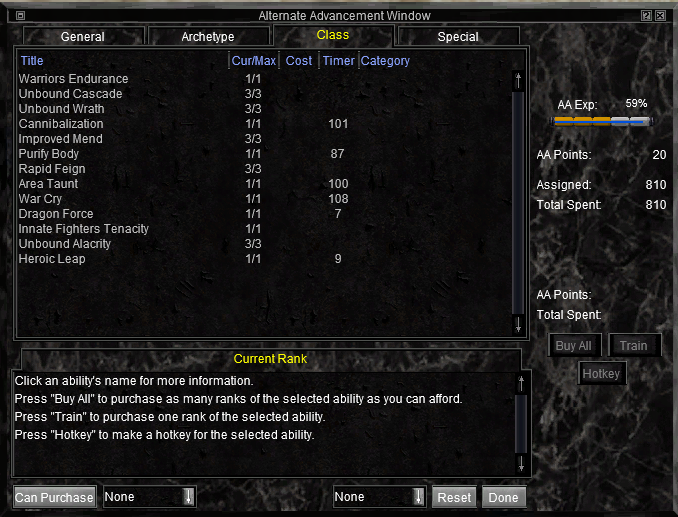 Alternate Advancement Window
General Archetype Class Special
Title Cur/Max Cost Timer Category
Warriors Endurance 1/1
Unbound Cascade 3/3
Unbound Wrath 3/3
Cannibalization 1/1 101
Improved Mend 3/3
Purify Body 1/1 87
Rapid Feign 3/3
Area Taunt 1/1 100
War Cry 1/1 108
Dragon Force 1/1 7
Innate Fighters Tenacity 1/1
Unbound Alacrity 3/3
Heroic Leap 1/1 9
AA Exp: 59%
AA Points: 20
Assigned: 810
Total Spent: 810
AA Points:
Total Spent:
Buy All Train
Hotkey
Current Rank
Click an ability's name for more information.
Press "Buy All" to purchase as many ranks of the selected ability as you can afford.
Press "Train" to purchase one rank of the selected ability.
Press "Hotkey" to make a hotkey for the selected ability.
Can Purchase None None Reset Done